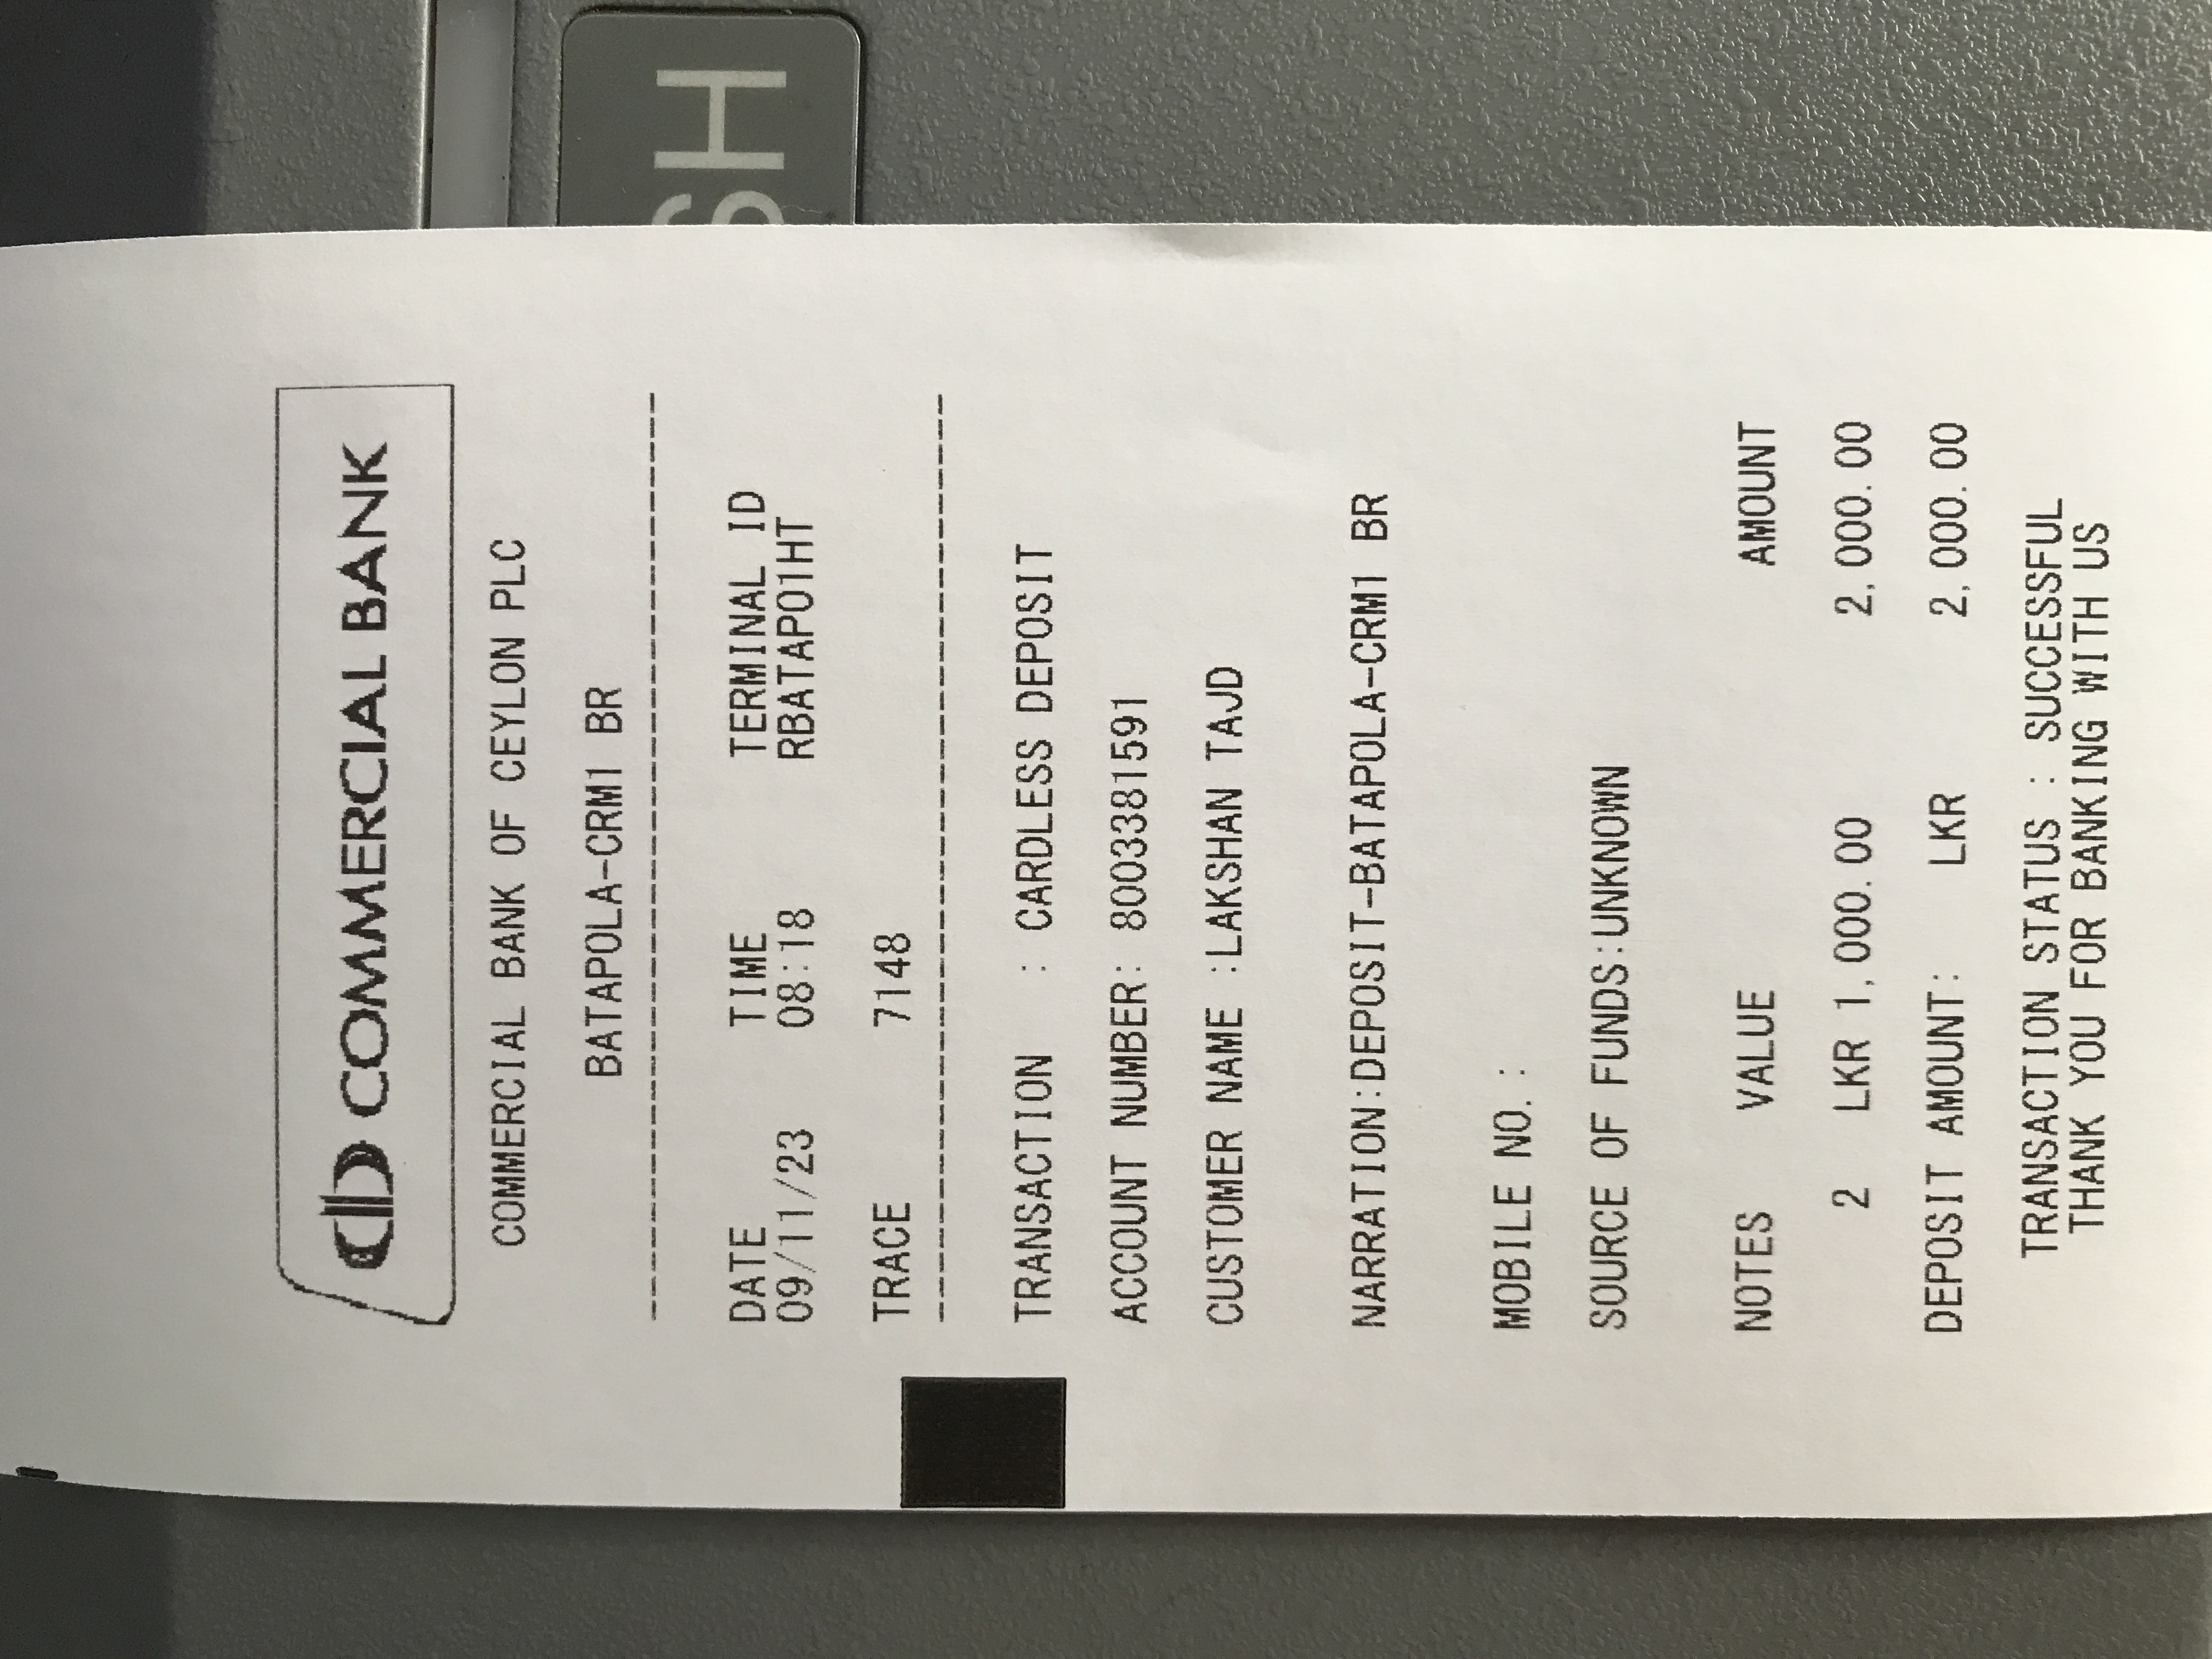 SH
COMMERCIAL BANK
COMMERCIAL BANK OF CEYLON PLC
BATAPOLA-CRM1 BR
--------------------------------
DATE TIME TERMINAL ID
09/11/23 08:18 RBATAP01HT
TRACE 7148
--------------------------------
TRANSACTION : CARDLESS DEPOSIT
ACCOUNT NUMBER: 8003381591
CUSTOMER NAME :LAKSHAN TAJD
NARRATION:DEPOSIT-BATAPOLA-CRM1 BR
MOBILE NO. :
SOURCE OF FUNDS:UNKNOWN
NOTES VALUE AMOUNT
2 LKR 1,000.00 2,000.00
DEPOSIT AMOUNT: LKR 2,000.00
TRANSACTION STATUS : SUCCESSFUL
THANK YOU FOR BANKING WITH US